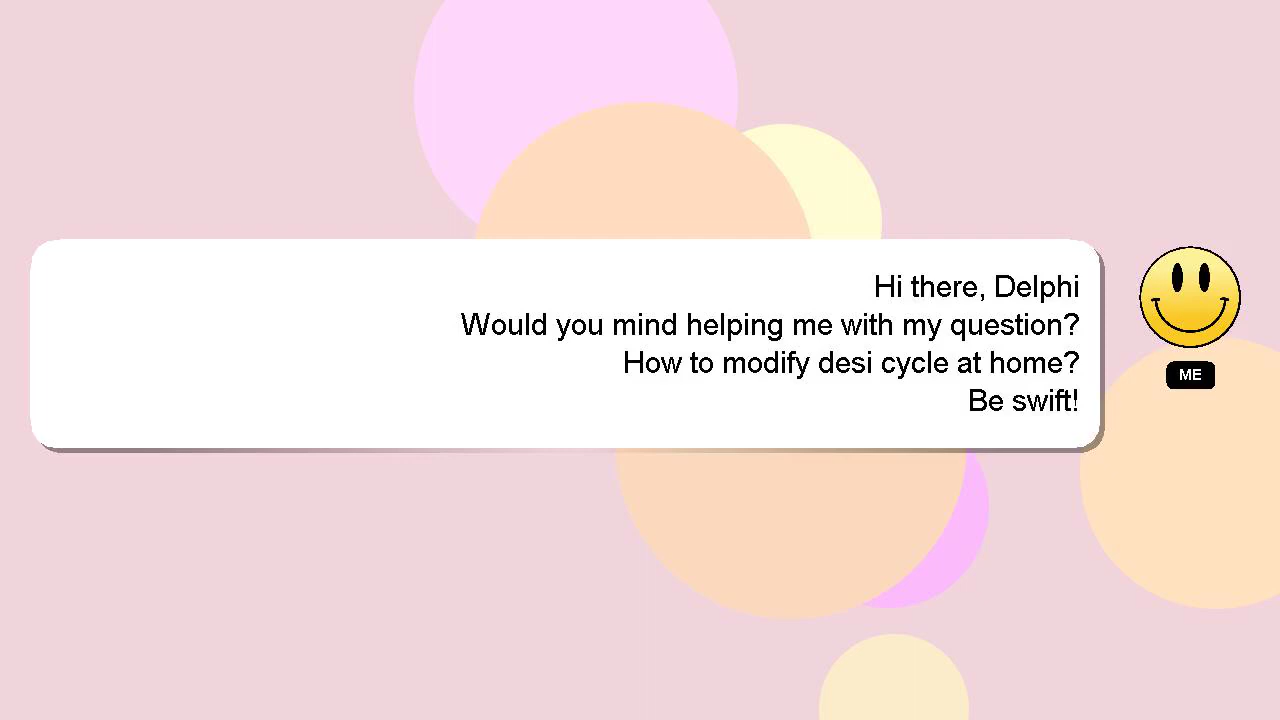 Hi there, Delphi
Would you mind helping me with my question?
How to modify desi cycle at home?
Be swift!
ME